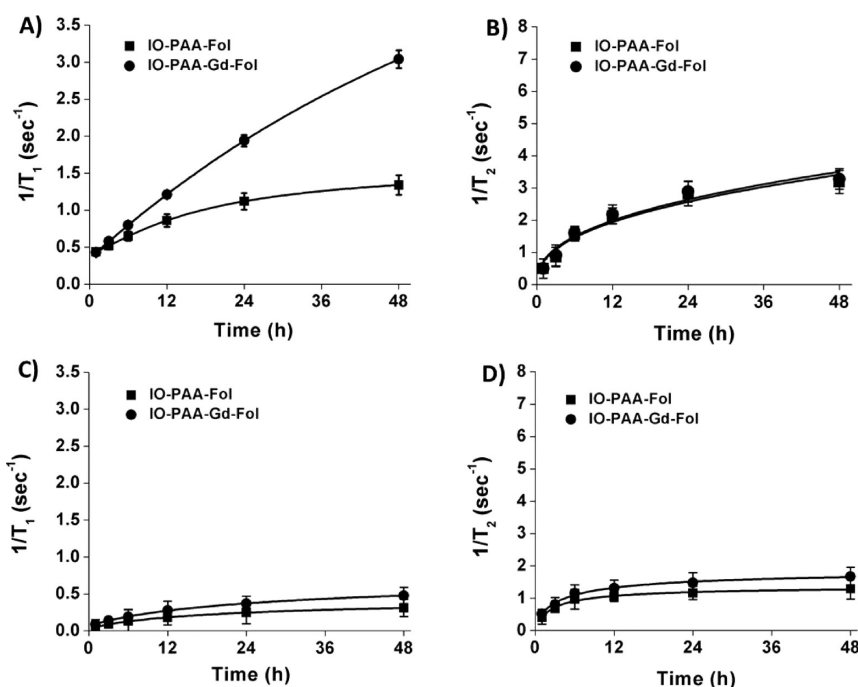 A)
3.5
3.0
2.5
2.0
1.5
1.0
0.5
0.0
1/T1 (sec-1)
IO-PAA-Fol
IO-PAA-Gd-Fol
0 12 24 36 48
Time (h)
B)
8
7
6
5
4
3
2
1
0
1/T2 (sec-1)
IO-PAA-Fol
IO-PAA-Gd-Fol
0 12 24 36 48
Time (h)
C)
3.5
3.0
2.5
2.0
1.5
1.0
0.5
0.0
1/T1 (sec-1)
IO-PAA-Fol
IO-PAA-Gd-Fol
0 12 24 36 48
Time (h)
D)
8
7
6
5
4
3
2
1
0
1/T2 (sec-1)
IO-PAA-Fol
IO-PAA-Gd-Fol
0 12 24 36 48
Time (h)